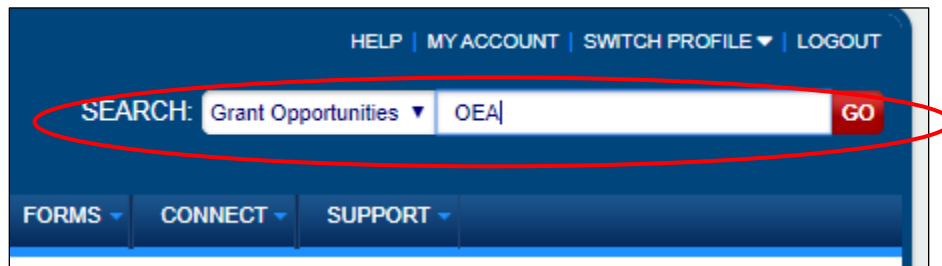 HELP | MY ACCOUNT | SWITCH PROFILE ▼ | LOGOUT
SEARCH: Grant Opportunities ▼ OEA GO
FORMS CONNECT SUPPORT